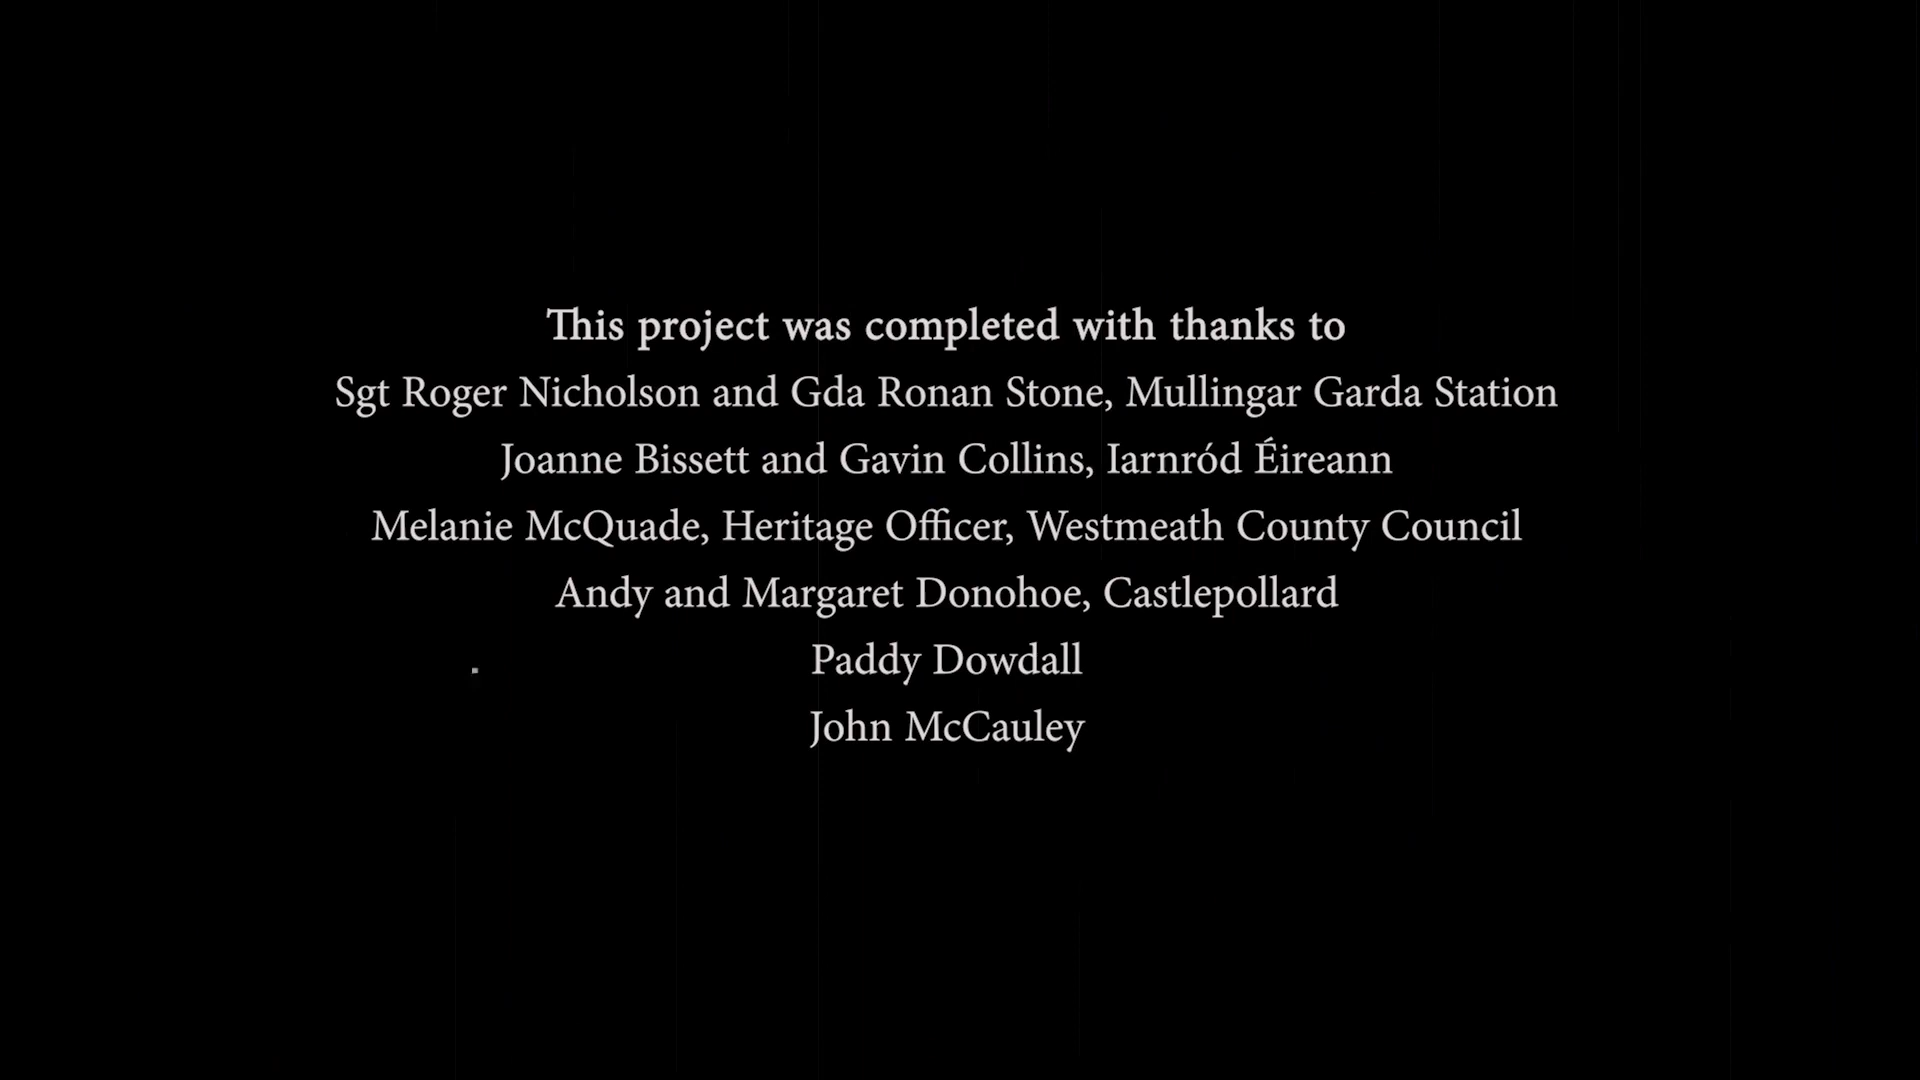 This project was completed with thanks to
Sgt Roger Nicholson and Gda Ronan Stone, Mullingar Garda Station
Joanne Bissett and Gavin Collins, Iarnród Éireann
Melanie McQuade, Heritage Officer, Westmeath County Council
Andy and Margaret Donohoe, Castlepollard
Paddy Dowdall
John McCauley